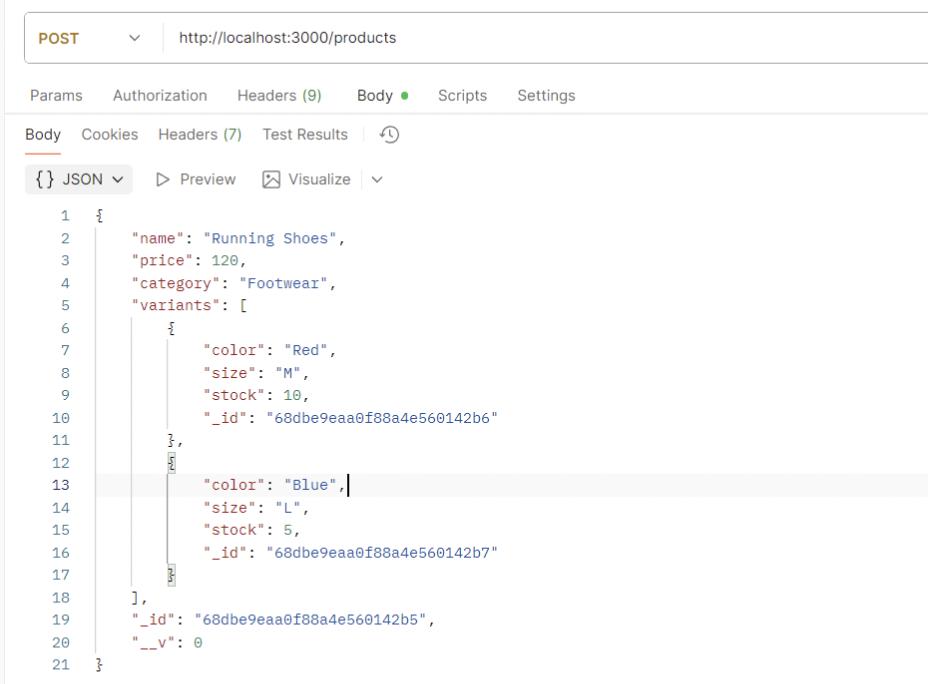 POST http://localhost:3000/products
Params Authorization Headers (9) Body Scripts Settings
Body Cookies Headers (7) Test Results
{} JSON Preview Visualize
1 {
2 "name": "Running Shoes",
3 "price": 120,
4 "category": "Footwear",
5 "variants": [
6 {
7 "color": "Red",
8 "size": "M",
9 "stock": 10,
10 "_id": "68dbe9eaa0f88a4e560142b6"
11 },
12 {
13 "color": "Blue",
14 "size": "L",
15 "stock": 5,
16 "_id": "68dbe9eaa0f88a4e560142b7"
17 }
18 ],
19 "_id": "68dbe9eaa0f88a4e560142b5",
20 "__v": 0
21 }